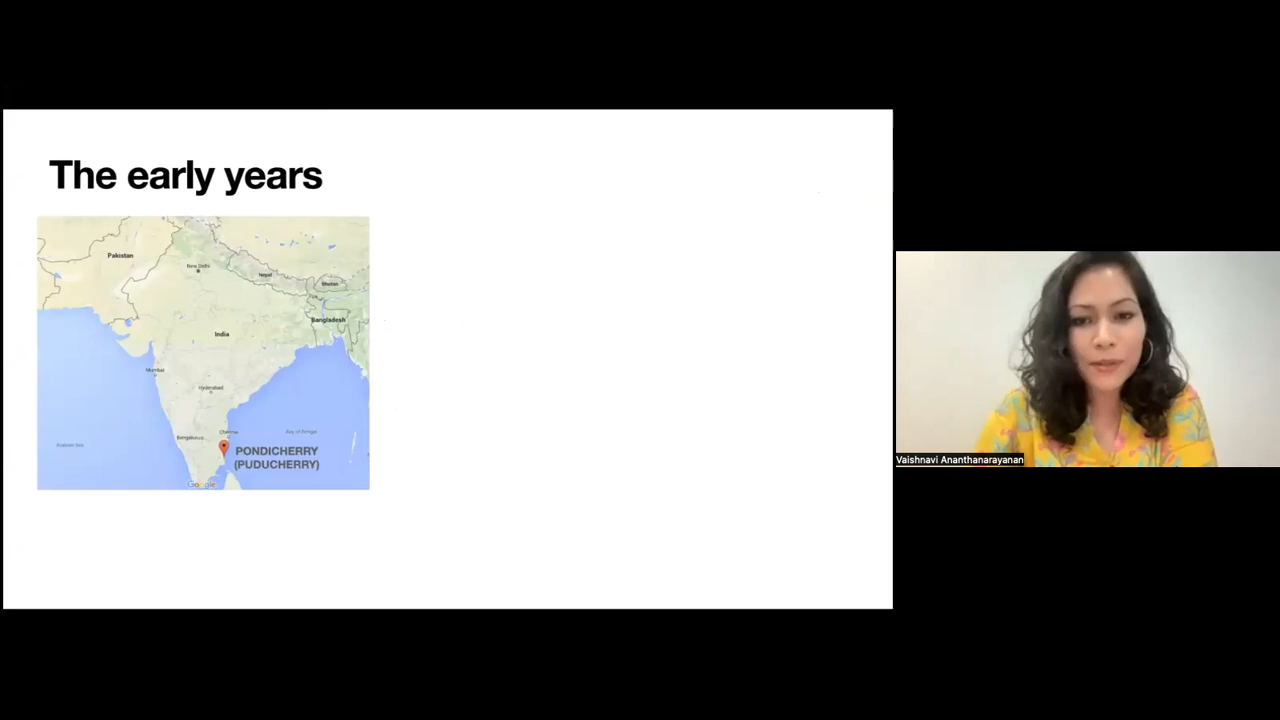 The early years
Pakistan
New Delhi
Nepal
Bhutan
Bangladesh
India
Mumbai
Hyderabad
Arabian Sea
Bay of Bengal
Chennai
Bengaluru
PONDICHERRY
(PUDUCHERRY)
Google
Vaishnavi Ananthanarayanan